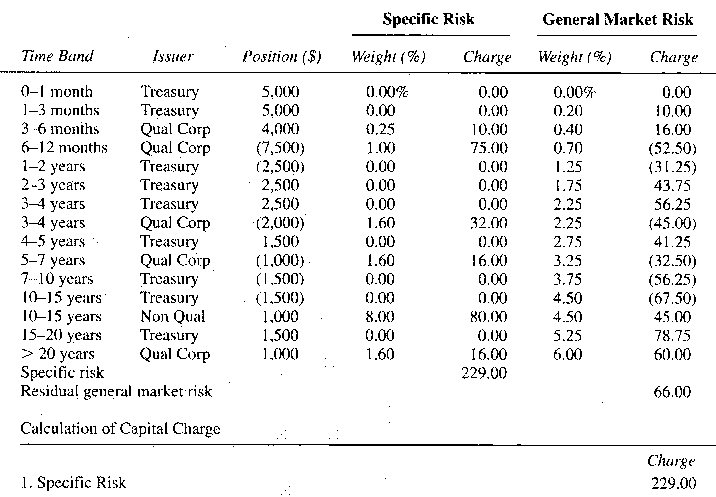 Specific Risk General Market Risk
Time Band Issuer Position ($) Weight (%) Charge Weight (%) Charge
0–1 month Treasury 5,000 0.00% 0.00 0.00% 0.00
1–3 months Treasury 5,000 0.00 0.00 0.20 10.00
3–6 months Qual Corp 4,000 0.25 10.00 0.40 16.00
6–12 months Qual Corp (7,500) 1.00 75.00 0.70 (52.50)
1–2 years Treasury (2,500) 0.00 0.00 1.25 (31.25)
2–3 years Treasury 2,500 0.00 0.00 1.75 43.75
3–4 years Treasury 2,500 0.00 0.00 2.25 56.25
3–4 years Qual Corp (2,000) 1.60 32.00 2.25 (45.00)
4–5 years Treasury 1,500 0.00 0.00 2.75 41.25
5–7 years Qual Corp (1,000) 1.60 16.00 3.25 (32.50)
7–10 years Treasury (1,500) 0.00 0.00 3.75 (56.25)
10–15 years Treasury (1,500) 0.00 0.00 4.50 (67.50)
10–15 years Non Qual 1,000 8.00 80.00 4.50 45.00
15–20 years Treasury 1,500 0.00 0.00 5.25 78.75
> 20 years Qual Corp 1,000 1.60 16.00 6.00 60.00
Specific risk 229.00
Residual general market risk 66.00
Calculation of Capital Charge
Charge
1. Specific Risk 229.00